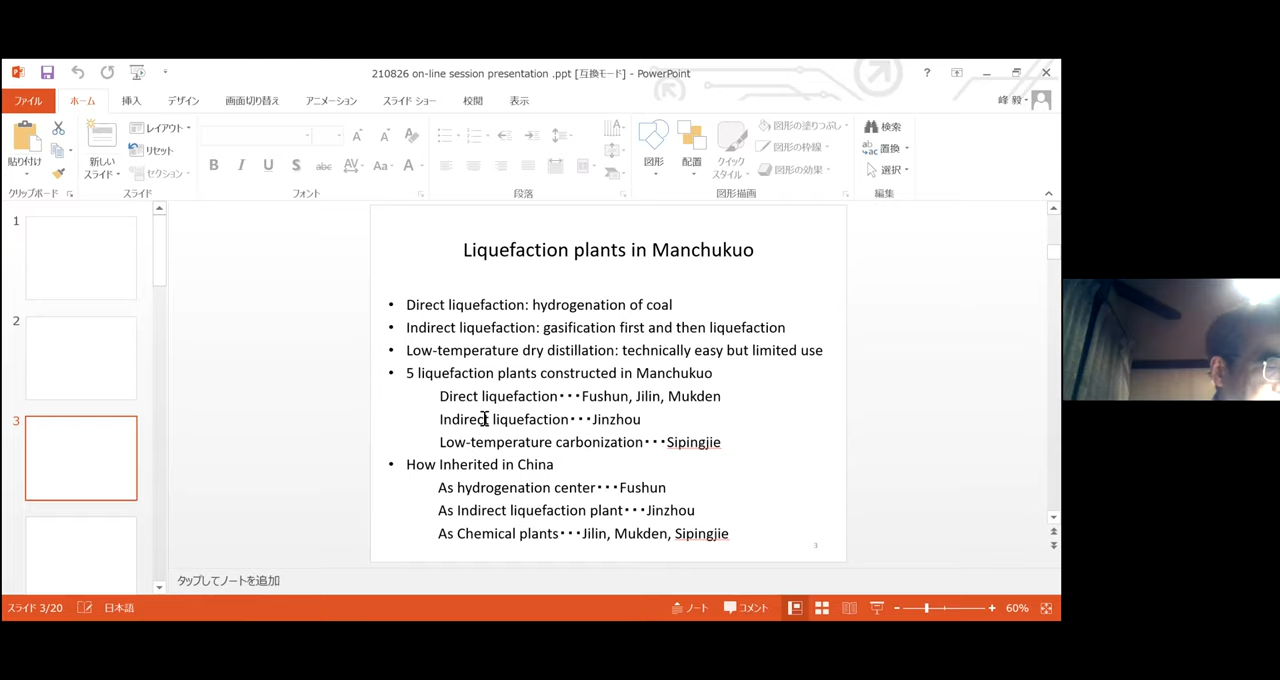 210826 on-line session presentation .ppt [互換モード] - PowerPoint
?
ファイル ホーム 挿入 デザイン 画面切り替え アニメーション スライド ショー 校閲 表示
峰 毅
貼り付け
新しい
スライド
レイアウト
リセット
セクション
B I U S abc AV Aa A
図形
配置
クイック
スタイル
図形の塗りつぶし
図形の枠線
図形の効果
検索
置換
選択
クリップボード スライド フォント 段落 図形描画 編集
1
2
3
Liquefaction plants in Manchukuo
• Direct liquefaction: hydrogenation of coal
• Indirect liquefaction: gasification first and then liquefaction
• Low-temperature dry distillation: technically easy but limited use
• 5 liquefaction plants constructed in Manchukuo
Direct liquefaction･･･Fushun, Jilin, Mukden
Indirect liquefaction･･･Jinzhou
Low-temperature carbonization･･･Sipingjie
• How Inherited in China
As hydrogenation center･･･Fushun
As Indirect liquefaction plant･･･Jinzhou
As Chemical plants･･･Jilin, Mukden, Sipingjie
3
タップしてノートを追加
スライド 3/20 日本語 ノート コメント 60%